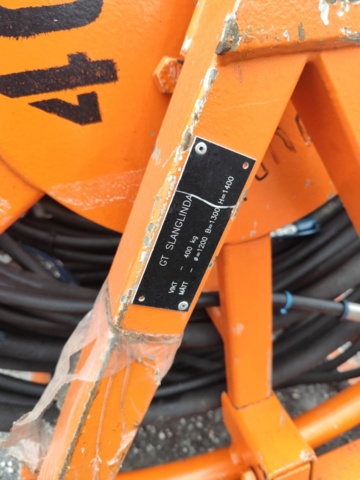 GT SLANGLINDA
VIKT - 400 kg
MÅTT - ø=1200 B=1300 H=1400